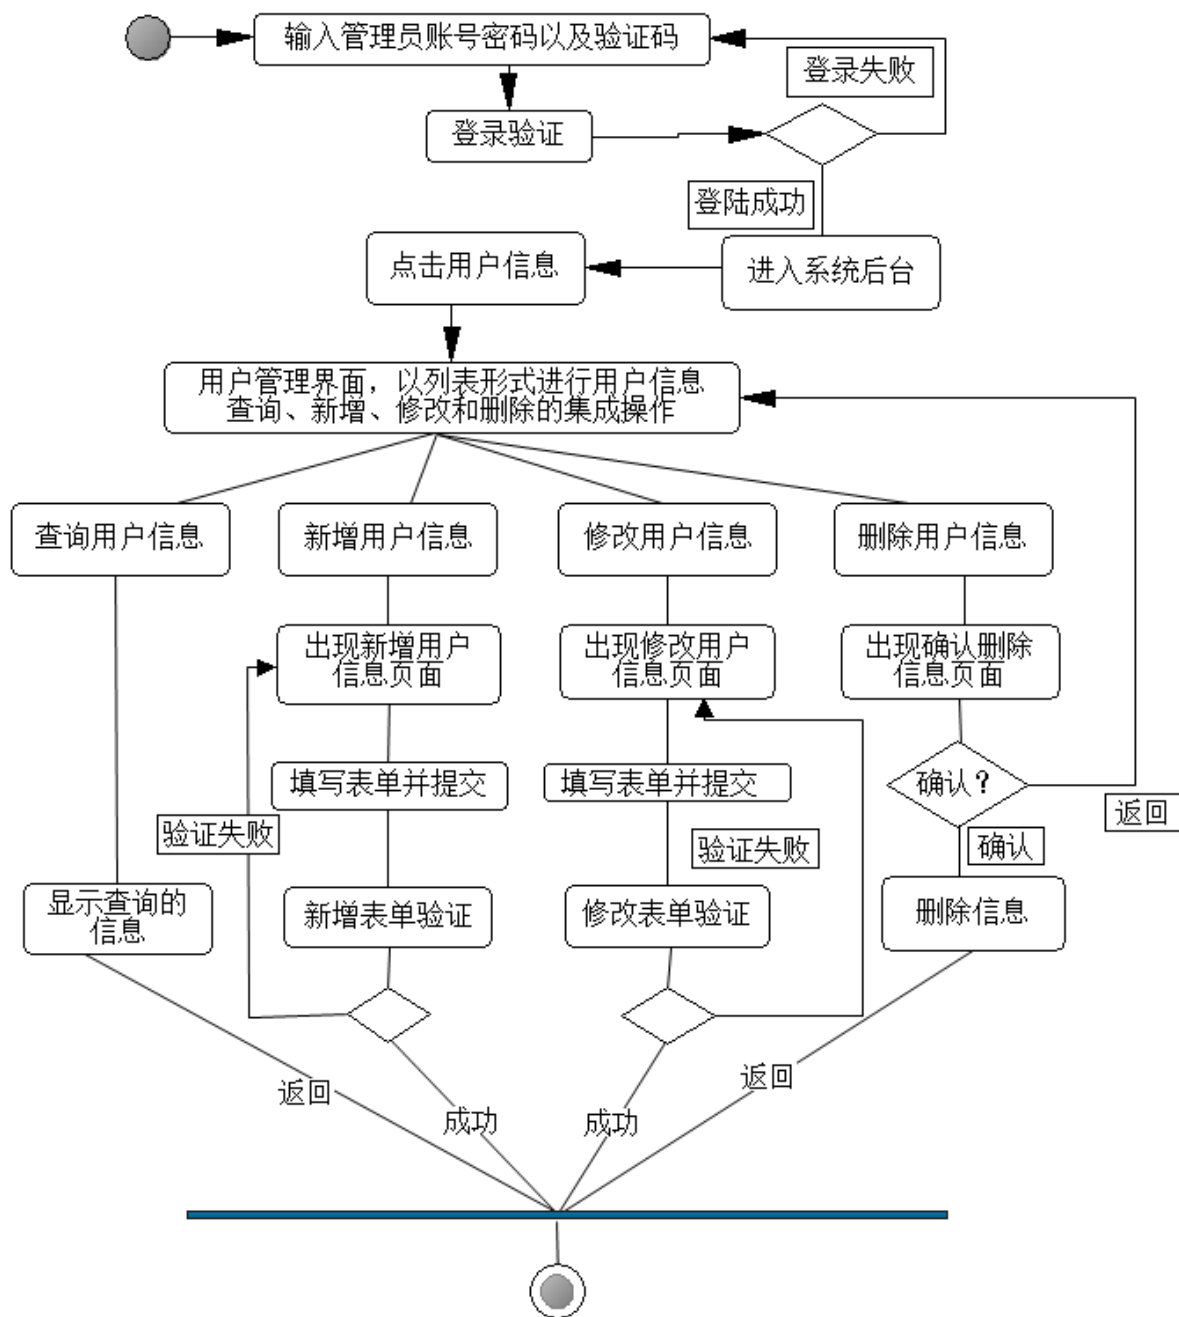 输入管理员账号密码以及验证码
登录失败
登录验证
登陆成功
点击用户信息
进入系统后台
用户管理界面，以列表形式进行用户信息
查询、新增、修改和删除的集成操作
查询用户信息
新增用户信息
修改用户信息
删除用户信息
出现新增用户
信息页面
出现修改用户
信息页面
出现确认删除
信息页面
填写表单并提交
填写表单并提交
确认？
返回
验证失败
验证失败
确认
显示查询的
信息
新增表单验证
修改表单验证
删除信息
返回
成功
成功
返回